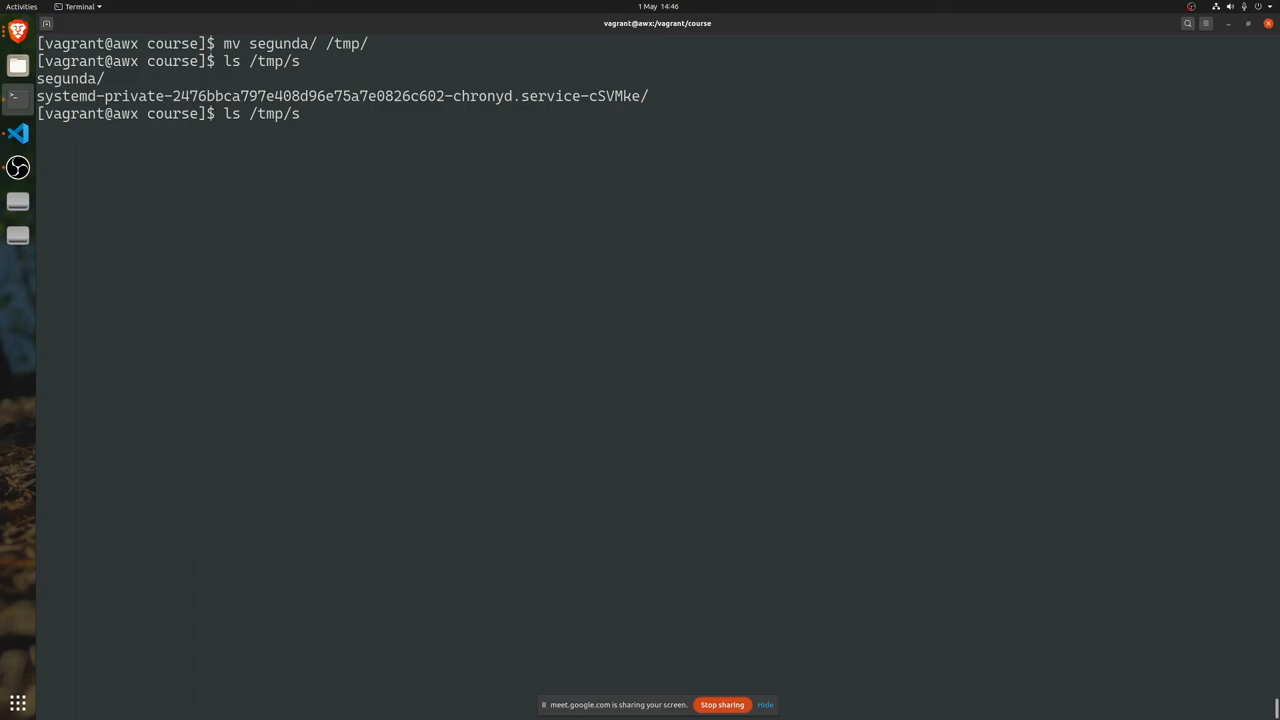 Activities
Terminal
1 May 14:46
vagrant@awx:/vagrant/course
[vagrant@awx course]$ mv segunda/ /tmp/
[vagrant@awx course]$ ls /tmp/s
segunda/
systemd-private-2476bbca797e408d96e75a7e0826c602-chronyd.service-cSVMke/
[vagrant@awx course]$ ls /tmp/s
meet.google.com is sharing your screen.
Stop sharing
Hide